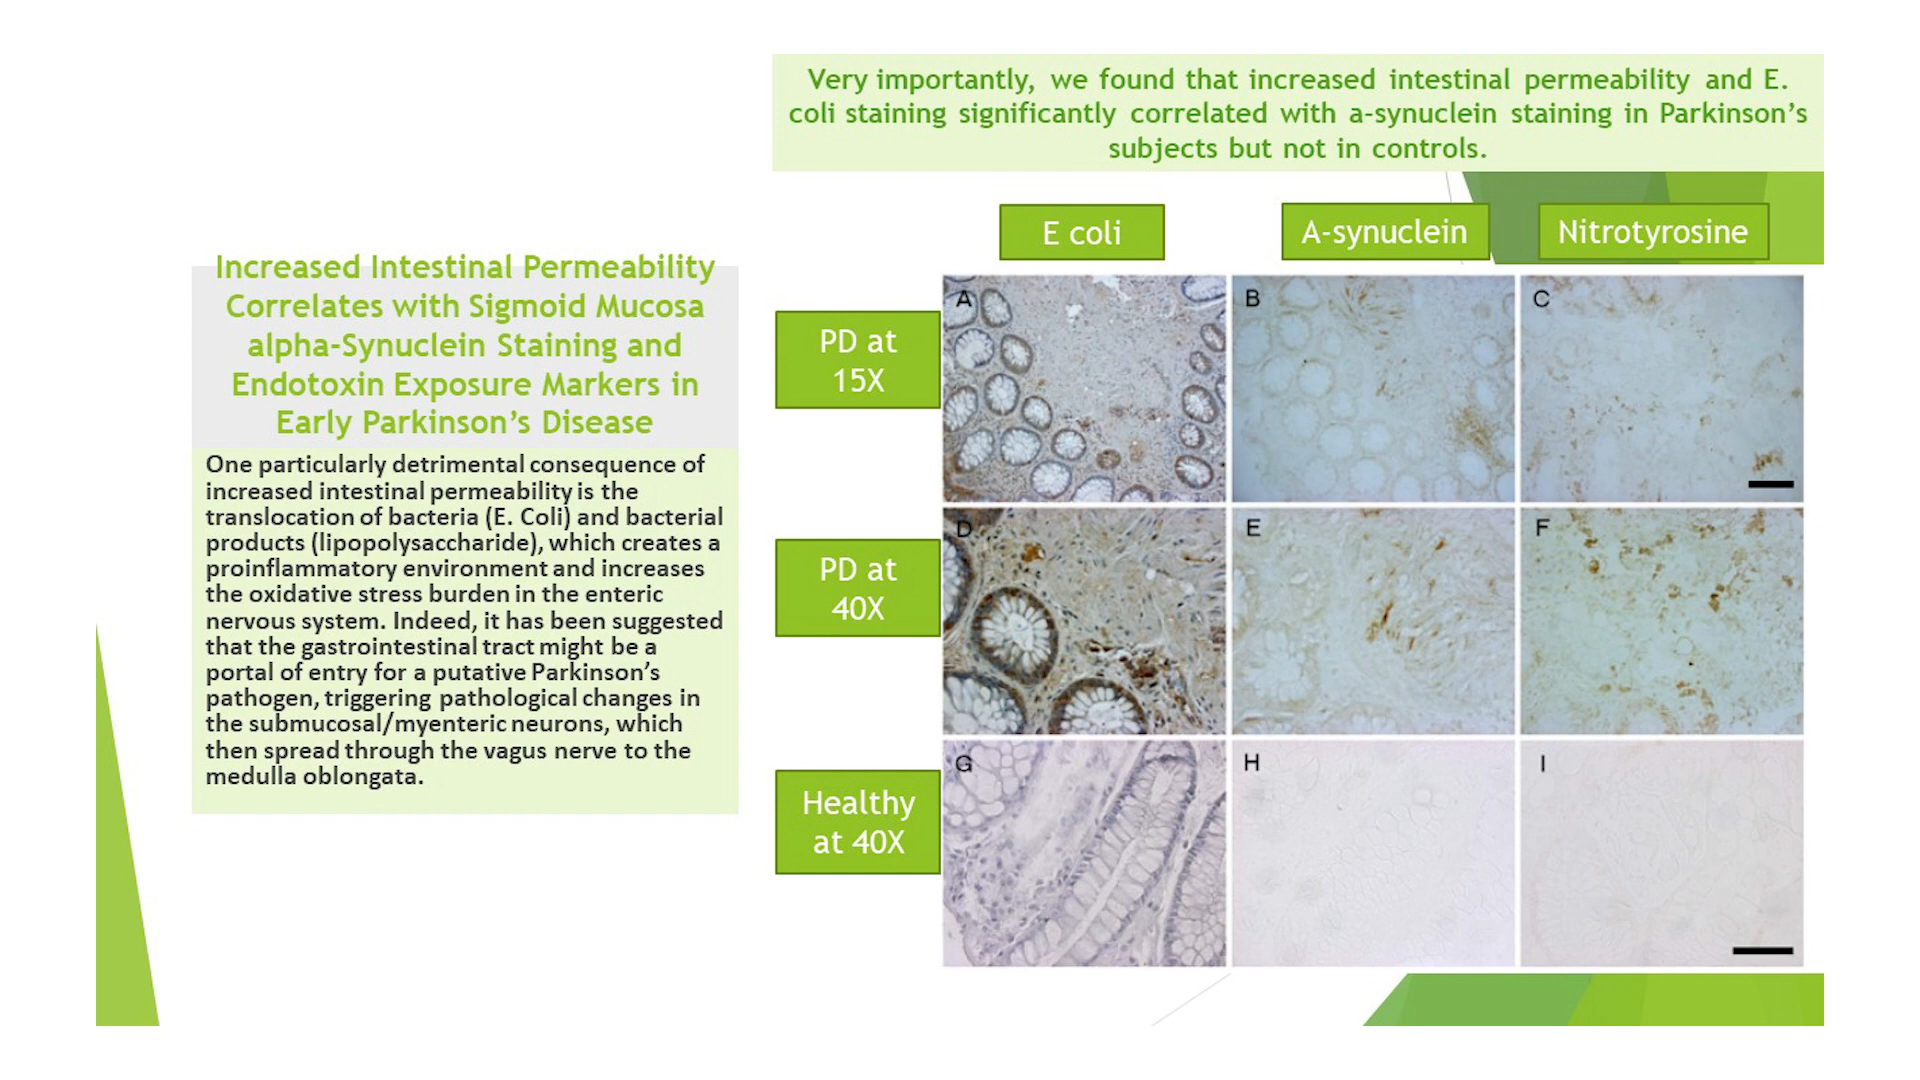 Very importantly, we found that increased intestinal permeability and E.
coli staining significantly correlated with a-synuclein staining in Parkinson's
subjects but not in controls.
Increased Intestinal Permeability
Correlates with Sigmoid Mucosa
alpha-Synuclein Staining and
Endotoxin Exposure Markers in
Early Parkinson's Disease
One particularly detrimental consequence of
increased intestinal permeability is the
translocation of bacteria (E. Coli) and bacterial
products (lipopolysaccharide), which creates a
proinflammatory environment and increases
the oxidative stress burden in the enteric
nervous system. Indeed, it has been suggested
that the gastrointestinal tract might be a
portal of entry for a putative Parkinson's
pathogen, triggering pathological changes in
the submucosal/myenteric neurons, which
then spread through the vagus nerve to the
medulla oblongata.
E coli
A-synuclein
Nitrotyrosine
PD at
15X
A
B
C
PD at
40X
D
E
F
Healthy
at 40X
G
H
I